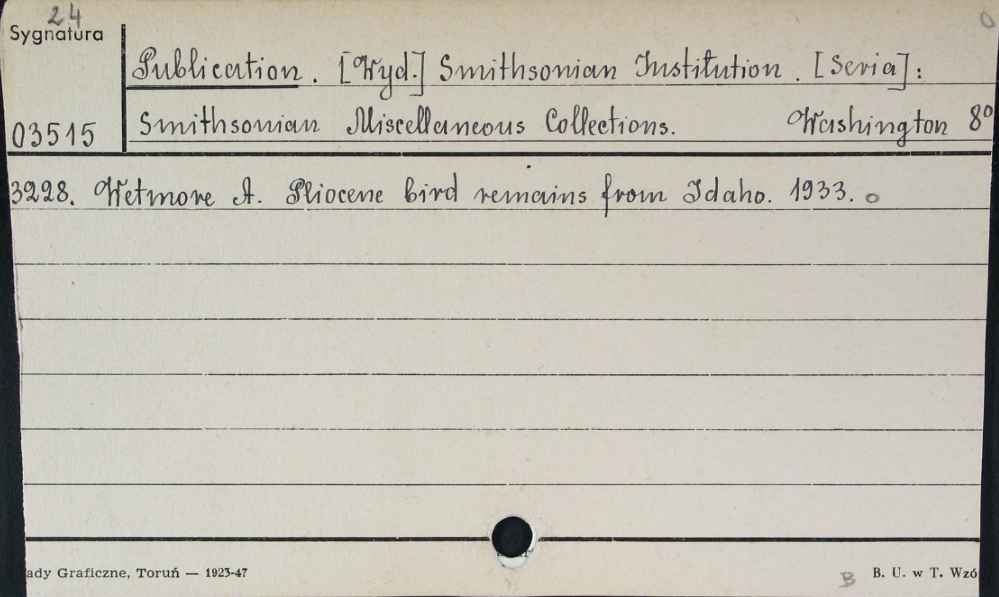 24
Sygnatura
Publication. [Wyd.] Smithsonian Institution. [Seria]:
03515 Smithsonian Miscellaneous Collections. Washington 8º
3228. Wetmore A. Pliocene bird remains from Idaho. 1933. o
ady Graficzne, Toruń — 1923-47
B B. U. w T. Wzó